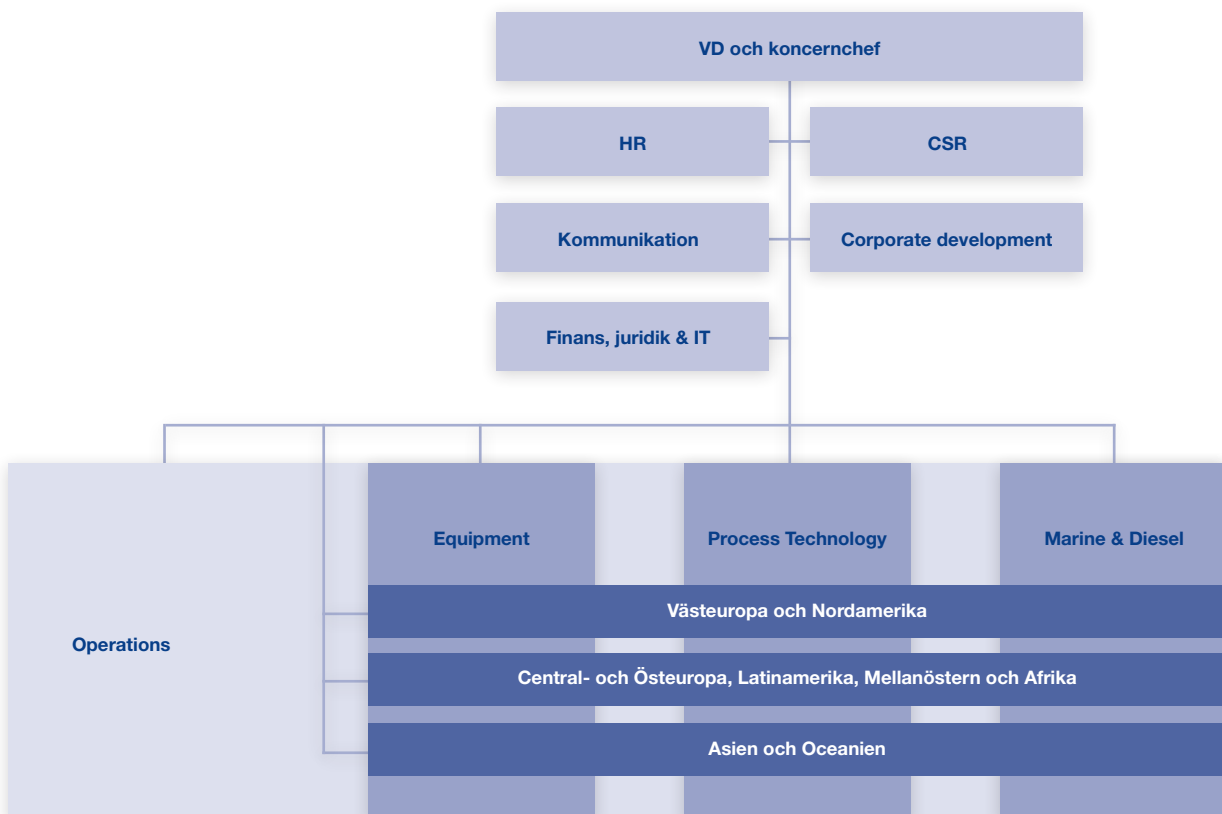 VD och koncernchef
HR
CSR
Kommunikation
Corporate development
Finans, juridik & IT
Equipment
Process Technology
Marine & Diesel
Västeuropa och Nordamerika
Operations
Central- och Östeuropa, Latinamerika, Mellanöstern och Afrika
Asien och Oceanien